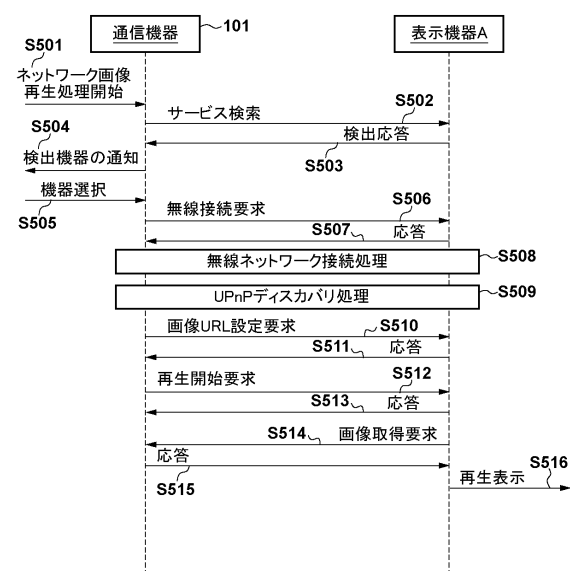 通信機器 101
表示機器A
S501
ネットワーク画像
再生処理開始
サービス検索 S502
S504
検出応答
S503
検出機器の通知
機器選択
S505
無線接続要求 S506
S507 応答
無線ネットワーク接続処理 S508
UPnPディスカバリ処理 S509
画像URL設定要求 S510
S511 応答
再生開始要求 S512
S513 応答
S514 画像取得要求
応答
S515
S516
再生表示